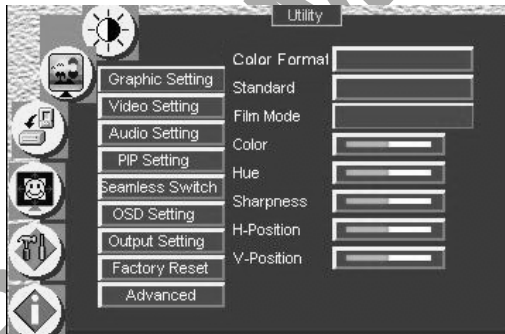 Utility
Graphic Setting
Video Setting
Audio Setting
PIP Setting
Seamless Switch
OSD Setting
Output Setting
Factory Reset
Advanced
Color Format
Standard
Film Mode
Color
Hue
Sharpness
H-Position
V-Position